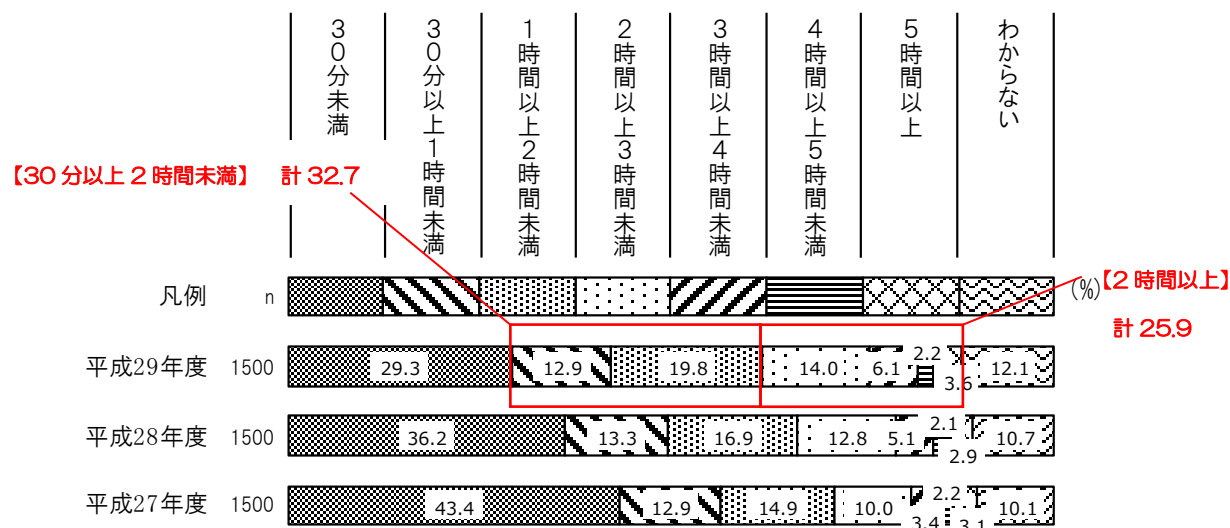 30分未満
30分以上1時間未満
1時間以上2時間未満
2時間以上3時間未満
3時間以上4時間未満
4時間以上5時間未満
5時間以上
わからない
【30分以上2時間未満】 計32.7
凡例 n (%)
【2時間以上】
計25.9
平成29年度 1500 29.3 12.9 19.8 14.0 6.1 2.2 3.6 12.1
平成28年度 1500 36.2 13.3 16.9 12.8 5.1 2.1 2.9 10.7
平成27年度 1500 43.4 12.9 14.9 10.0 3.4 2.2 3.1 10.1